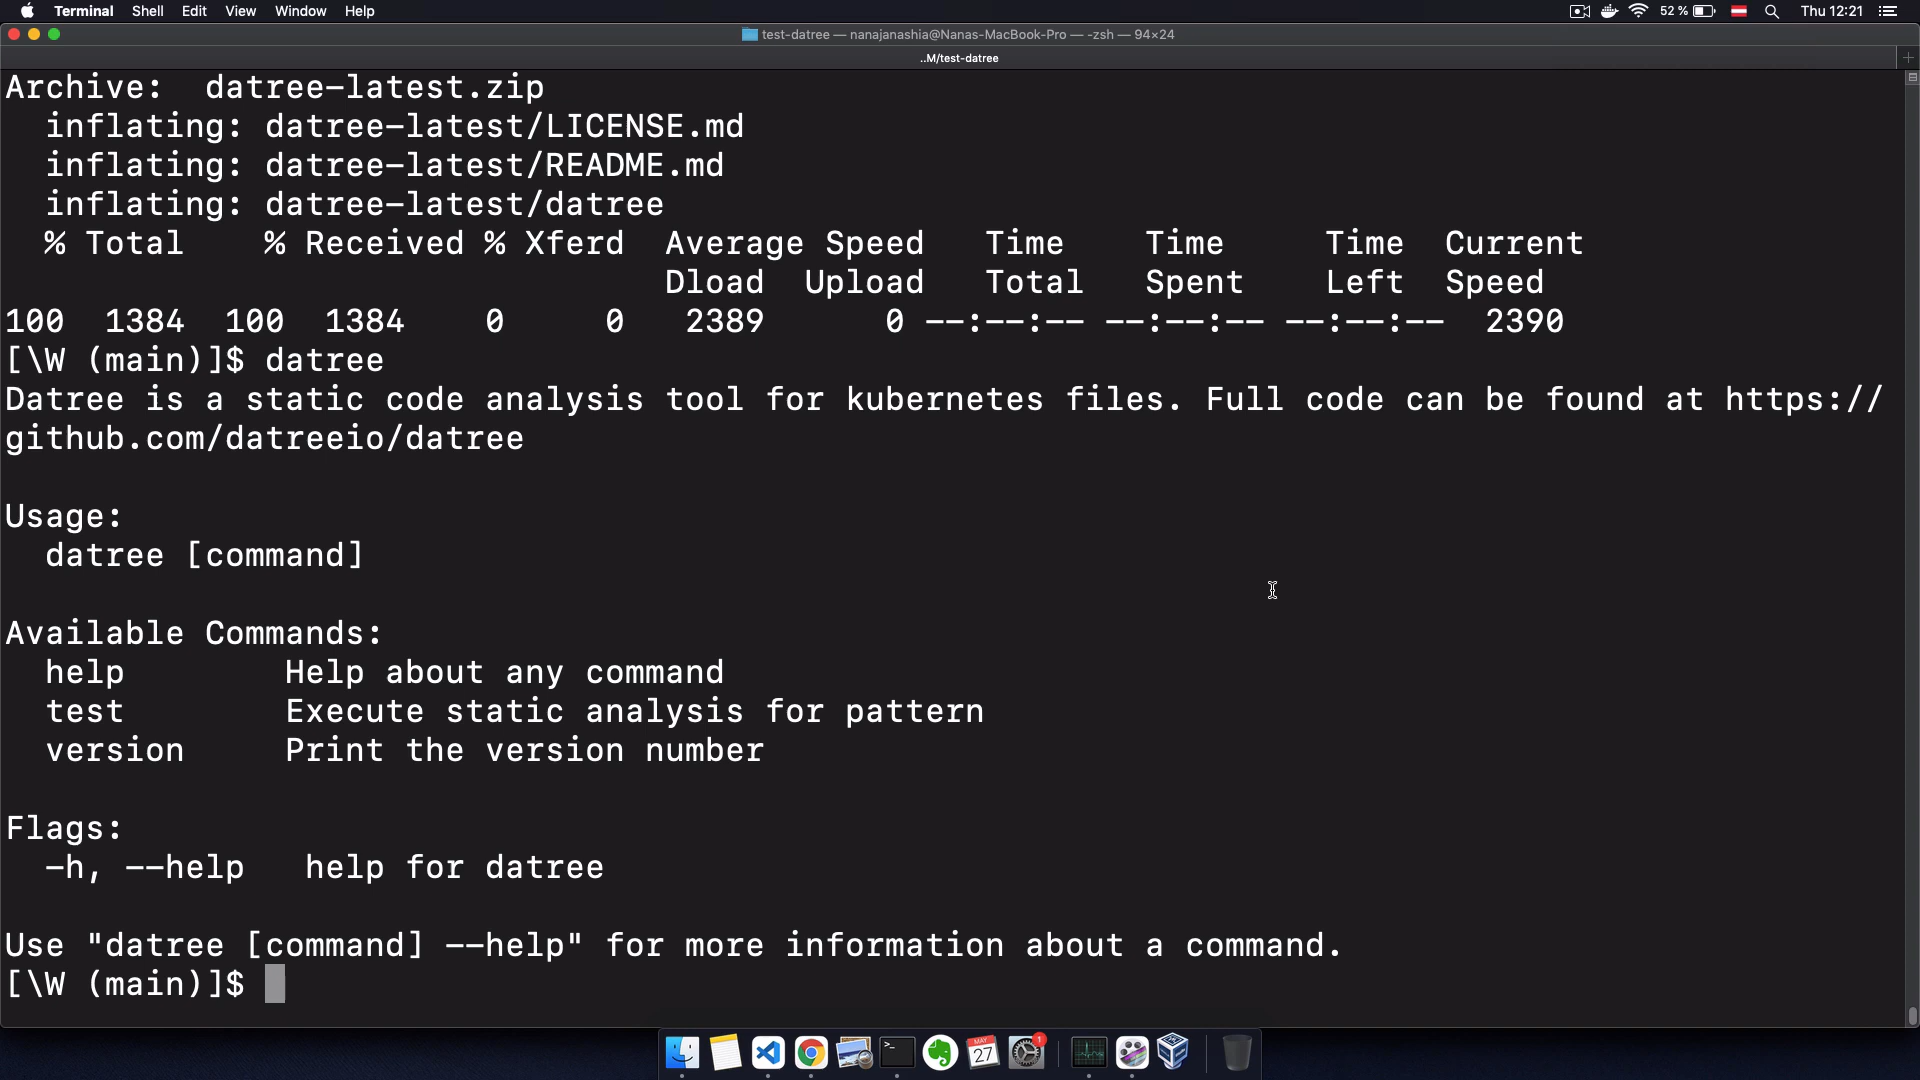 Terminal Shell Edit View Window Help 52 % Thu 12:21
test-datree — nanajanashia@Nanas-MacBook-Pro — -zsh — 94×24
..M/test-datree
Archive:  datree-latest.zip
  inflating: datree-latest/LICENSE.md
  inflating: datree-latest/README.md
  inflating: datree-latest/datree
  % Total    % Received % Xferd  Average Speed   Time    Time     Time  Current
                                 Dload  Upload   Total   Spent    Left  Speed
100  1384  100  1384    0     0   2389      0 --:--:-- --:--:-- --:--:--  2390
[\W (main)]$ datree
Datree is a static code analysis tool for kubernetes files. Full code can be found at https://
github.com/datreeio/datree
Usage:
  datree [command]
Available Commands:
  help        Help about any command
  test        Execute static analysis for pattern
  version     Print the version number
Flags:
  -h, --help   help for datree
Use "datree [command] --help" for more information about a command.
[\W (main)]$
MAY
27
1